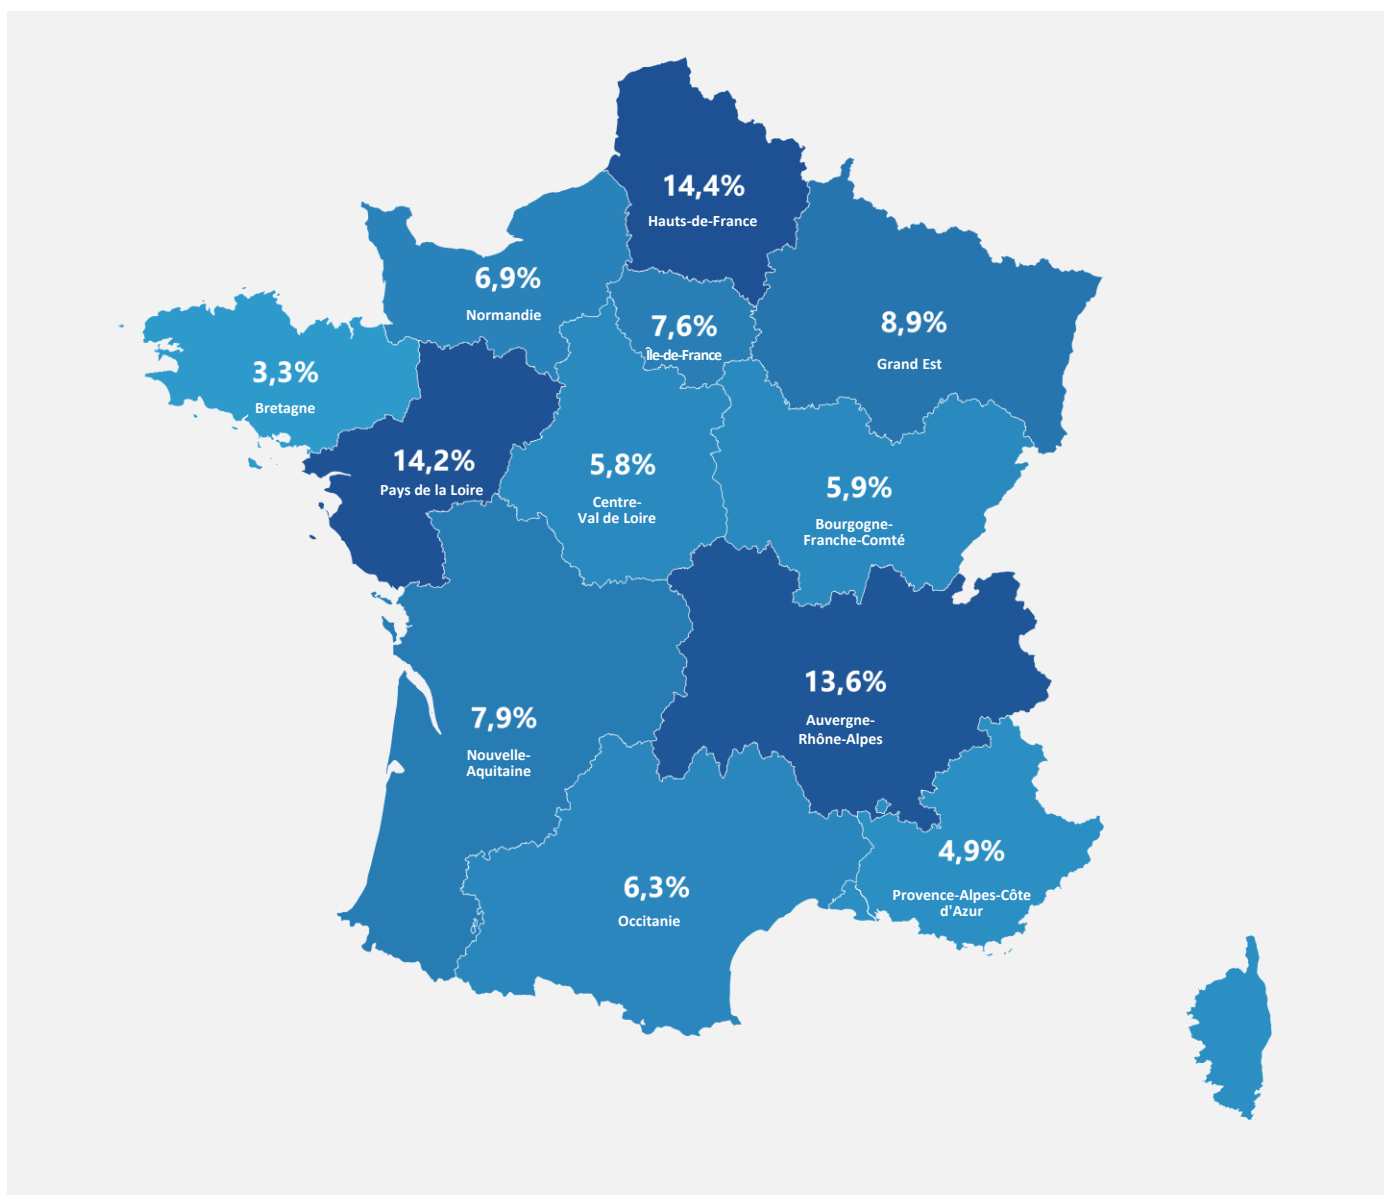 14,4%
Hauts-de-France
6,9%
Normandie
7,6%
Île-de-France
8,9%
Grand Est
3,3%
Bretagne
14,2%
Pays de la Loire
5,8%
Centre-
Val de Loire
5,9%
Bourgogne-
Franche-Comté
13,6%
Auvergne-
Rhône-Alpes
7,9%
Nouvelle-
Aquitaine
4,9%
Provence-Alpes-Côte
d'Azur
6,3%
Occitanie